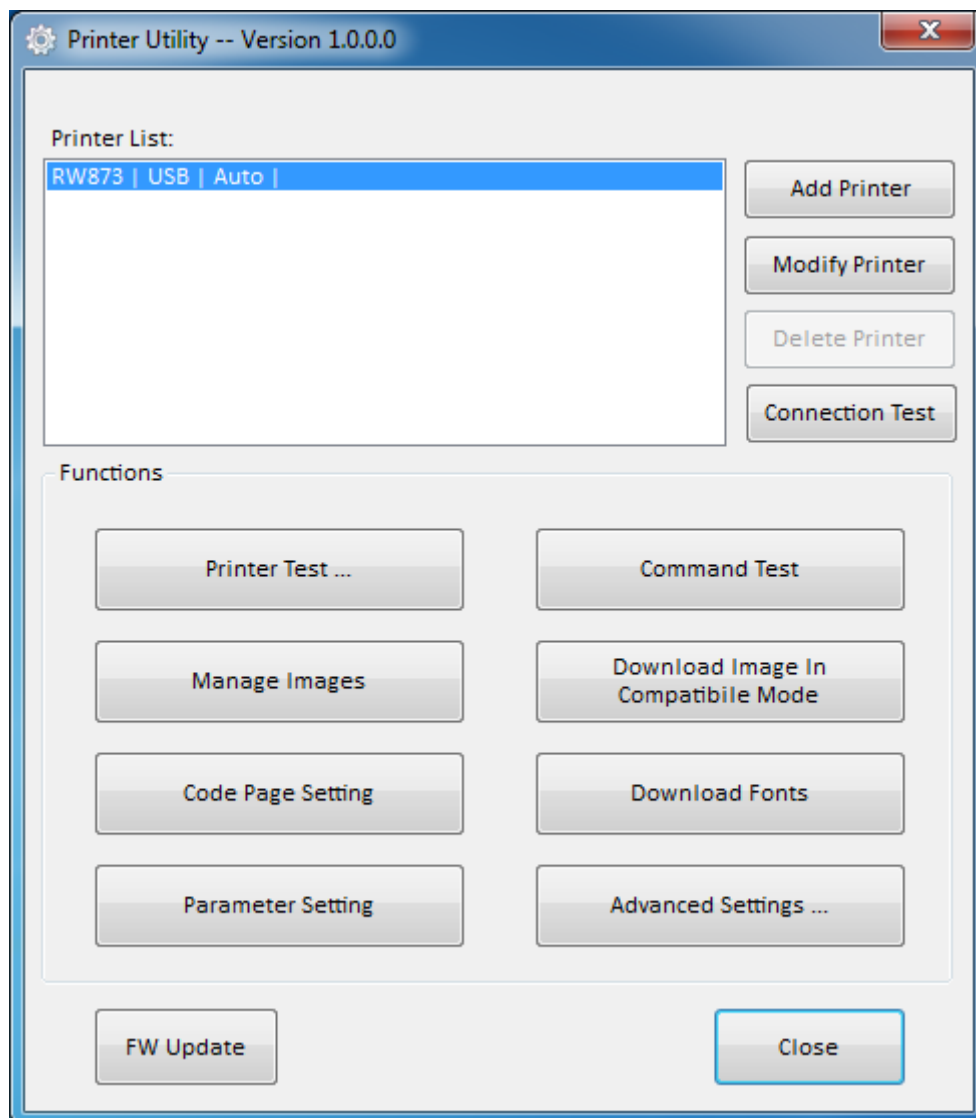 Printer Utility -- Version 1.0.0.0
Printer List:
RW873 | USB | Auto |
Add Printer
Modify Printer
Delete Printer
Connection Test
Functions
Printer Test ...
Command Test
Manage Images
Download Image In
Compatibile Mode
Code Page Setting
Download Fonts
Parameter Setting
Advanced Settings ...
FW Update
Close